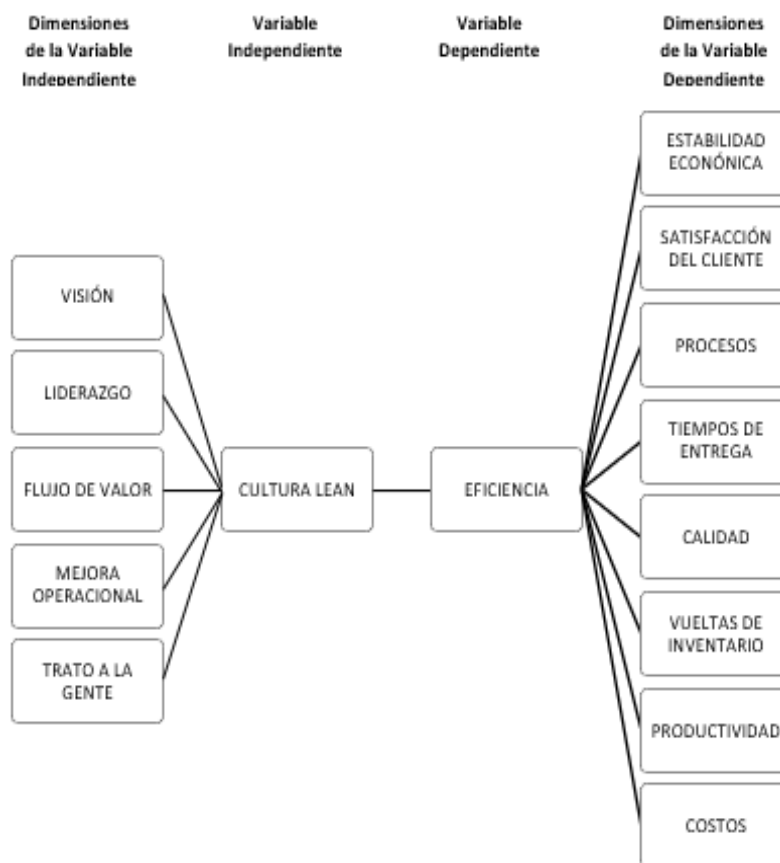 Dimensiones
de la Variable
Independiente
Variable
Independiente
Variable
Dependiente
Dimensiones
de la Variable
Dependiente
VISIÓN
LIDERAZGO
FLUJO DE VALOR
MEJORA
OPERACIONAL
TRATO A LA
GENTE
CULTURA LEAN
EFICIENCIA
ESTABILIDAD
ECONÓNICA
SATISFACCIÓN
DEL CLIENTE
PROCESOS
TIEMPOS DE
ENTREGA
CALIDAD
VUELTAS DE
INVENTARIO
PRODUCTIVIDAD
COSTOS